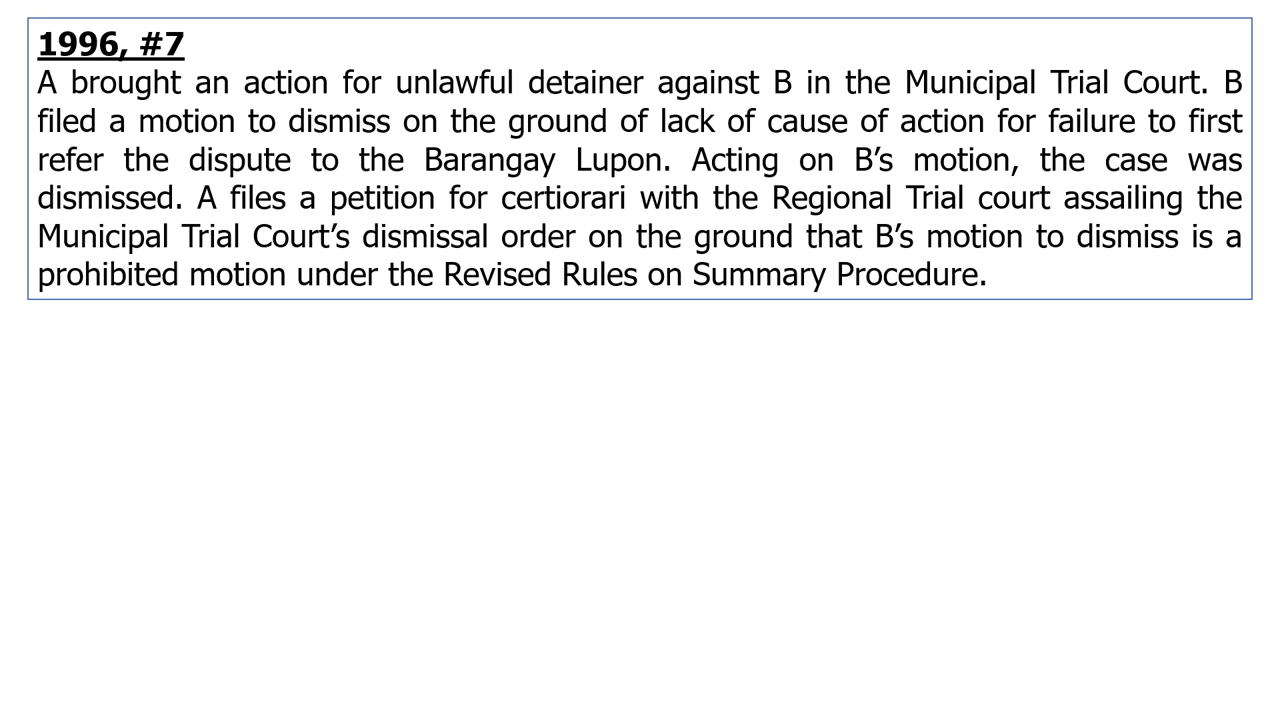 1996, #7
A brought an action for unlawful detainer against B in the Municipal Trial Court. B
filed a motion to dismiss on the ground of lack of cause of action for failure to first
refer the dispute to the Barangay Lupon. Acting on B’s motion, the case was
dismissed. A files a petition for certiorari with the Regional Trial court assailing the
Municipal Trial Court’s dismissal order on the ground that B’s motion to dismiss is a
prohibited motion under the Revised Rules on Summary Procedure.